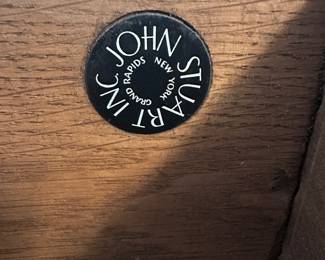 JOHN STUART INC.
NEW YORK GRAND RAPIDS